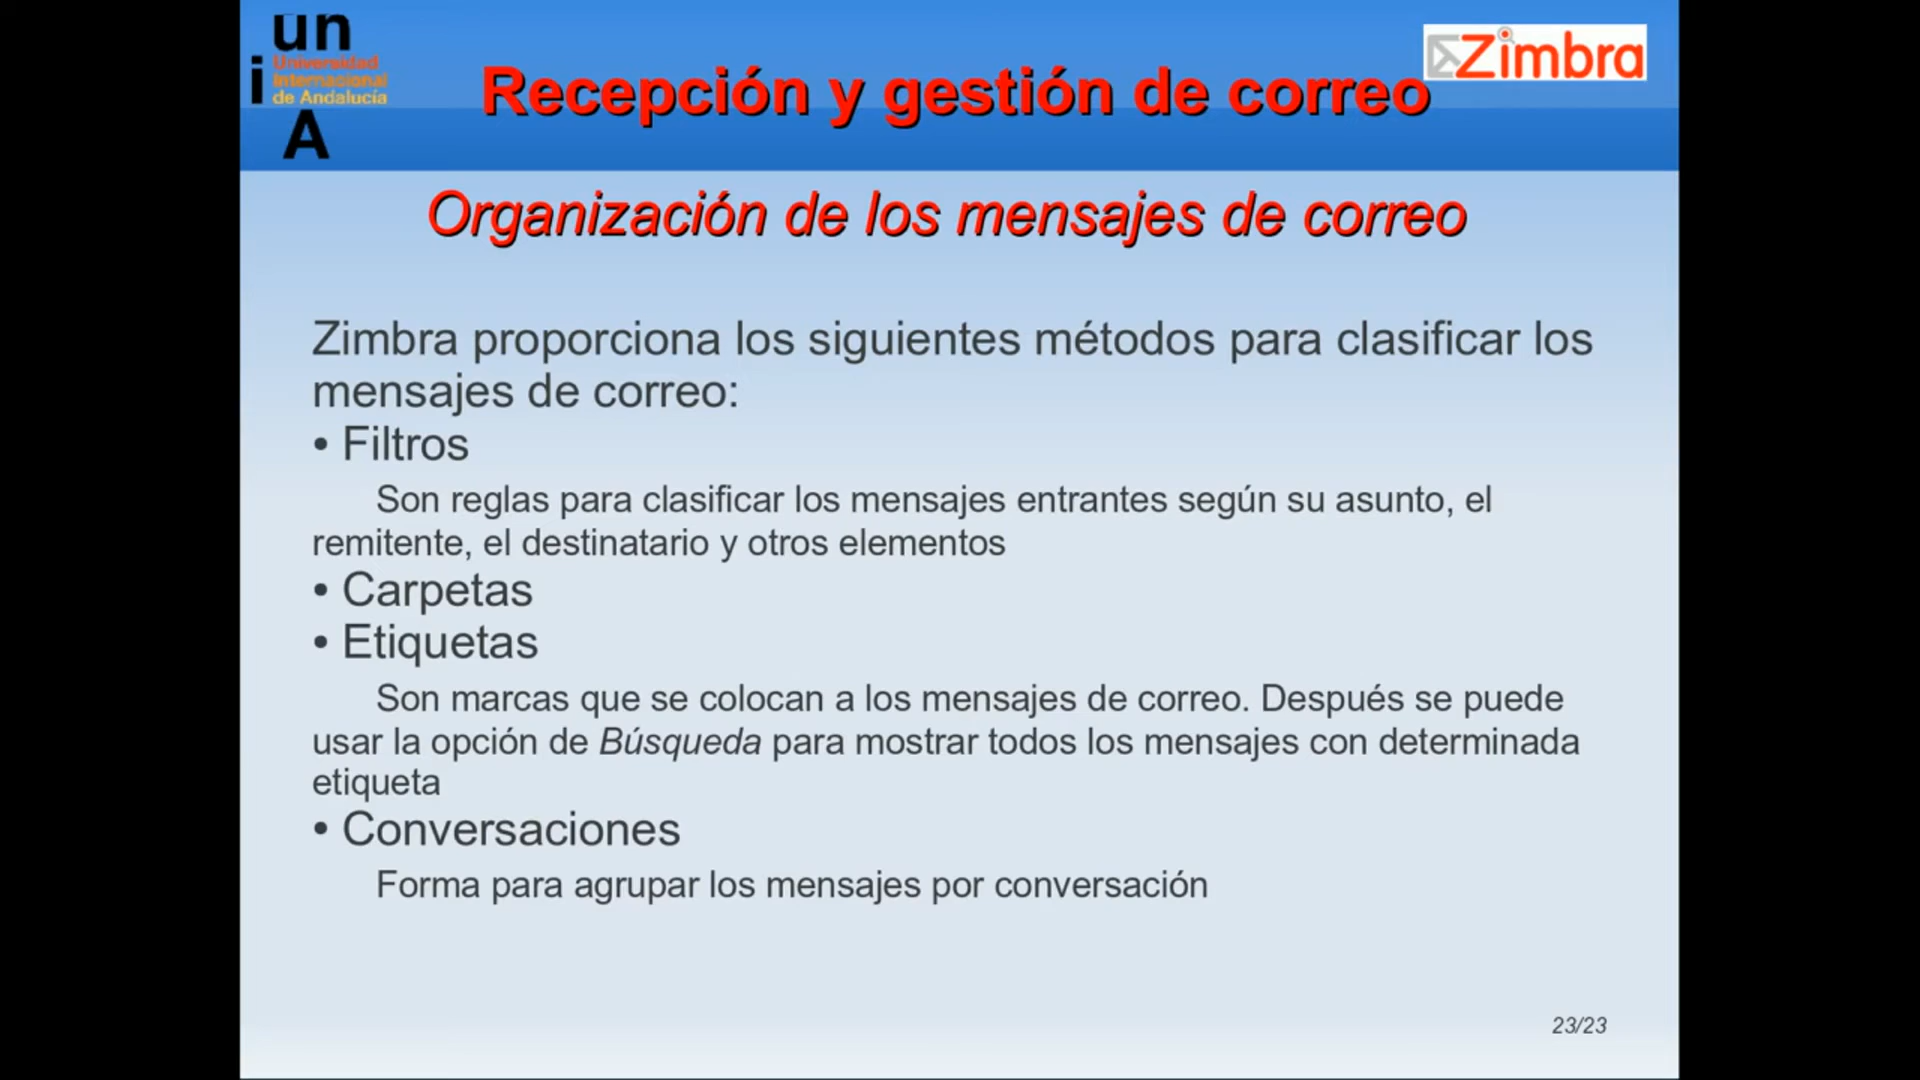 un
i
Universidad
Internacional
de Andalucía
A
Zimbra
Recepción y gestión de correo
Organización de los mensajes de correo
Zimbra proporciona los siguientes métodos para clasificar los
mensajes de correo:
• Filtros
Son reglas para clasificar los mensajes entrantes según su asunto, el
remitente, el destinatario y otros elementos
• Carpetas
• Etiquetas
Son marcas que se colocan a los mensajes de correo. Después se puede
usar la opción de Búsqueda para mostrar todos los mensajes con determinada
etiqueta
• Conversaciones
Forma para agrupar los mensajes por conversación
23/23